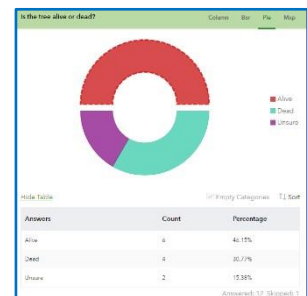 Is the tree alive or dead?
Column Bar Pie Map
Alive
Dead
Unsure
Hide Table Empty Categories Sort
Answers Count Percentage
Alive 6 46.15%
Dead 4 30.77%
Unsure 2 15.38%
Answered: 12 Skipped: 1